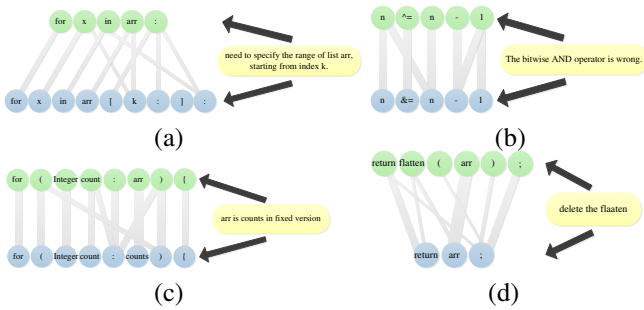 for x in arr :
need to specify the range of list arr,
starting from index k.
for x in arr [ k : ] :
(a)
n ^= n - 1
The bitwise AND operator is wrong.
n &= n - 1
(b)
for ( Integer count : arr ) {
arr is counts in fixed version
for ( Integer count : counts ) {
(c)
return flatten ( arr ) ;
delete the flaaten
return arr ;
(d)